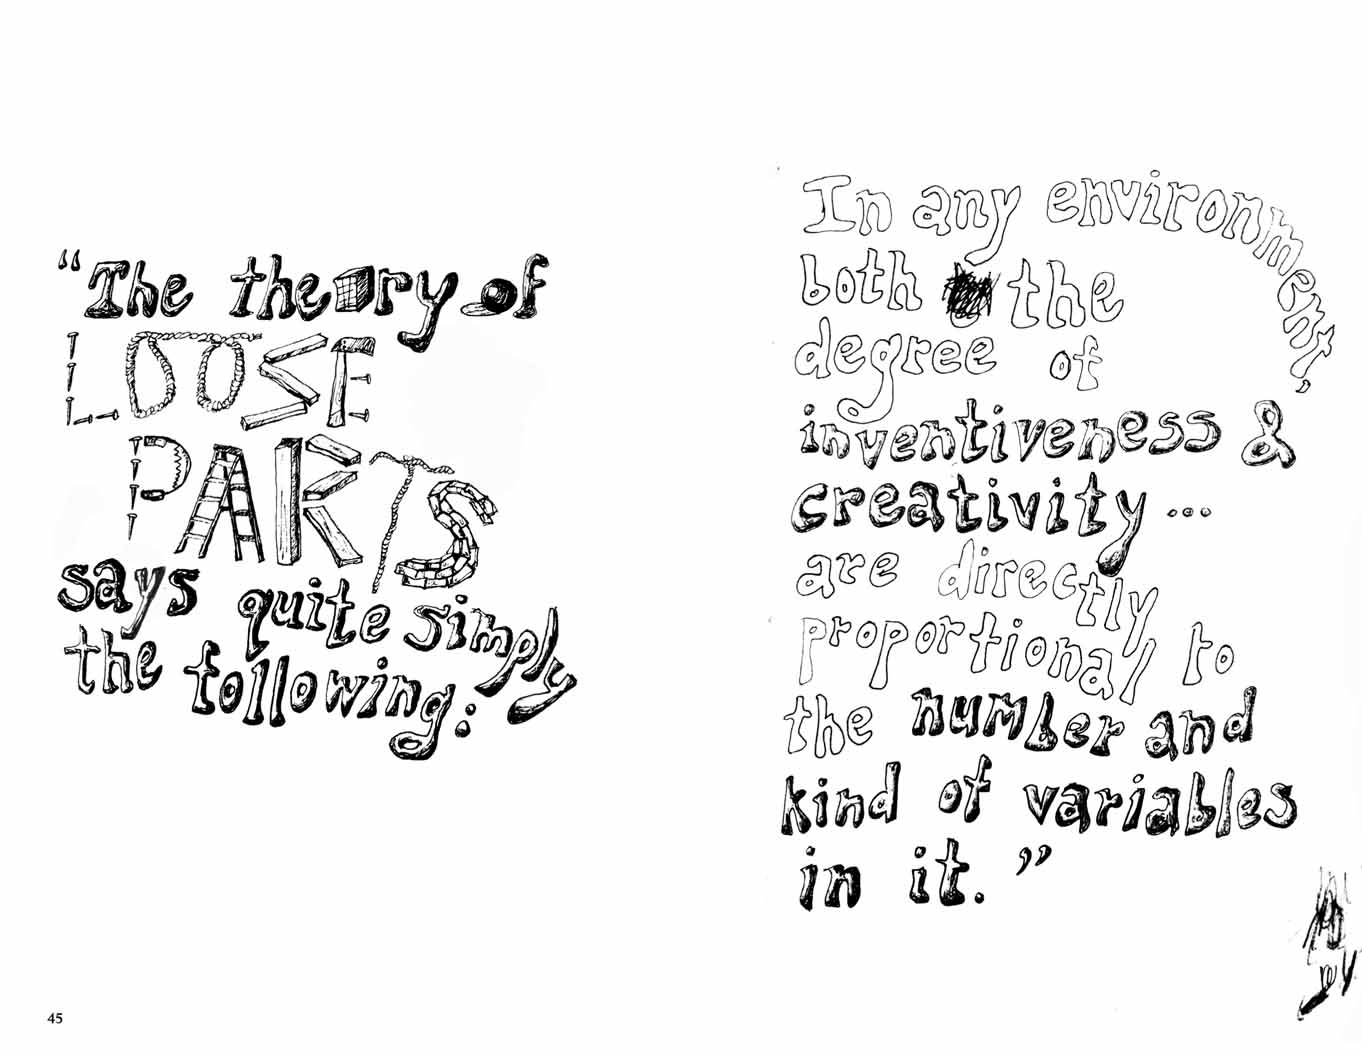 “The theory of
LOOSE
PARTS
says quite simply
the following:
In any environment,
both the
degree of
inventiveness &
creativity ...
are directly
proportional to
the number and
kind of variables
in it.”
45